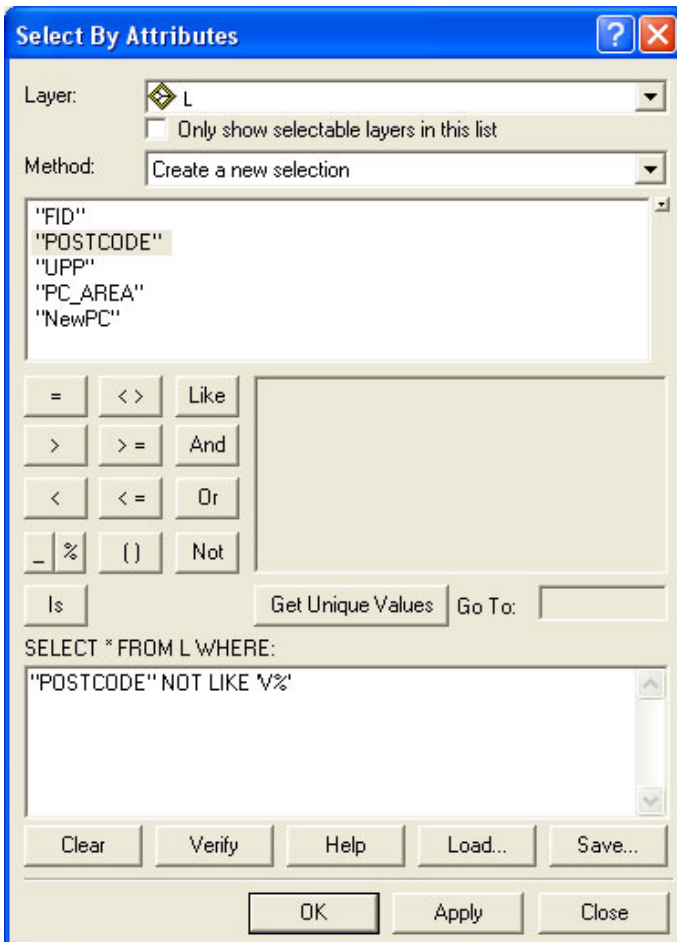 Select By Attributes
Layer: L
Only show selectable layers in this list
Method: Create a new selection
"FID"
"POSTCODE"
"UPP"
"PC_AREA"
"NewPC"
= < > Like
> > = And
< < = Or
_ % ( ) Not
Is Get Unique Values Go To:
SELECT * FROM L WHERE:
"POSTCODE" NOT LIKE 'V%'
Clear Verify Help Load... Save...
OK Apply Close